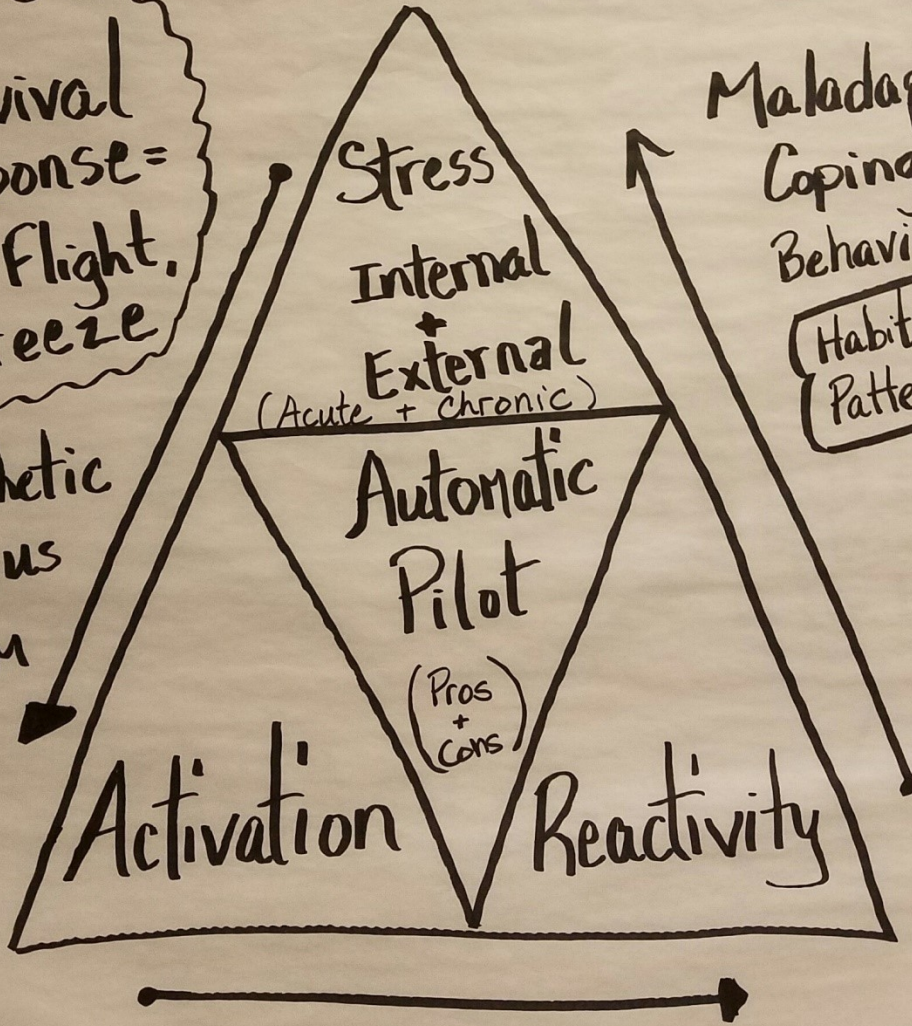 vival
ponse=
Flight,
eeze
hetic
us
Stress
Internal
+
External
(Acute + Chronic)
Automatic
Pilot
(Pros
+
Cons)
Activation
Reactivity
Malada
Coping
Behavi
Habit
Patte